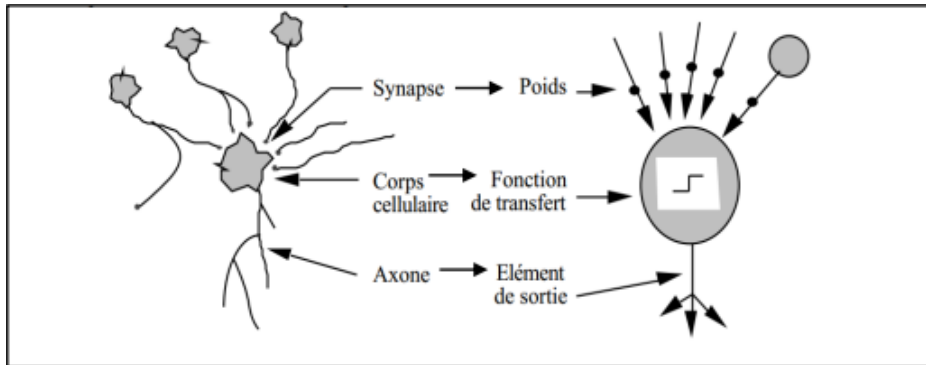 Synapse Poids
Corps cellulaire Fonction de transfert
Axone Elément de sortie